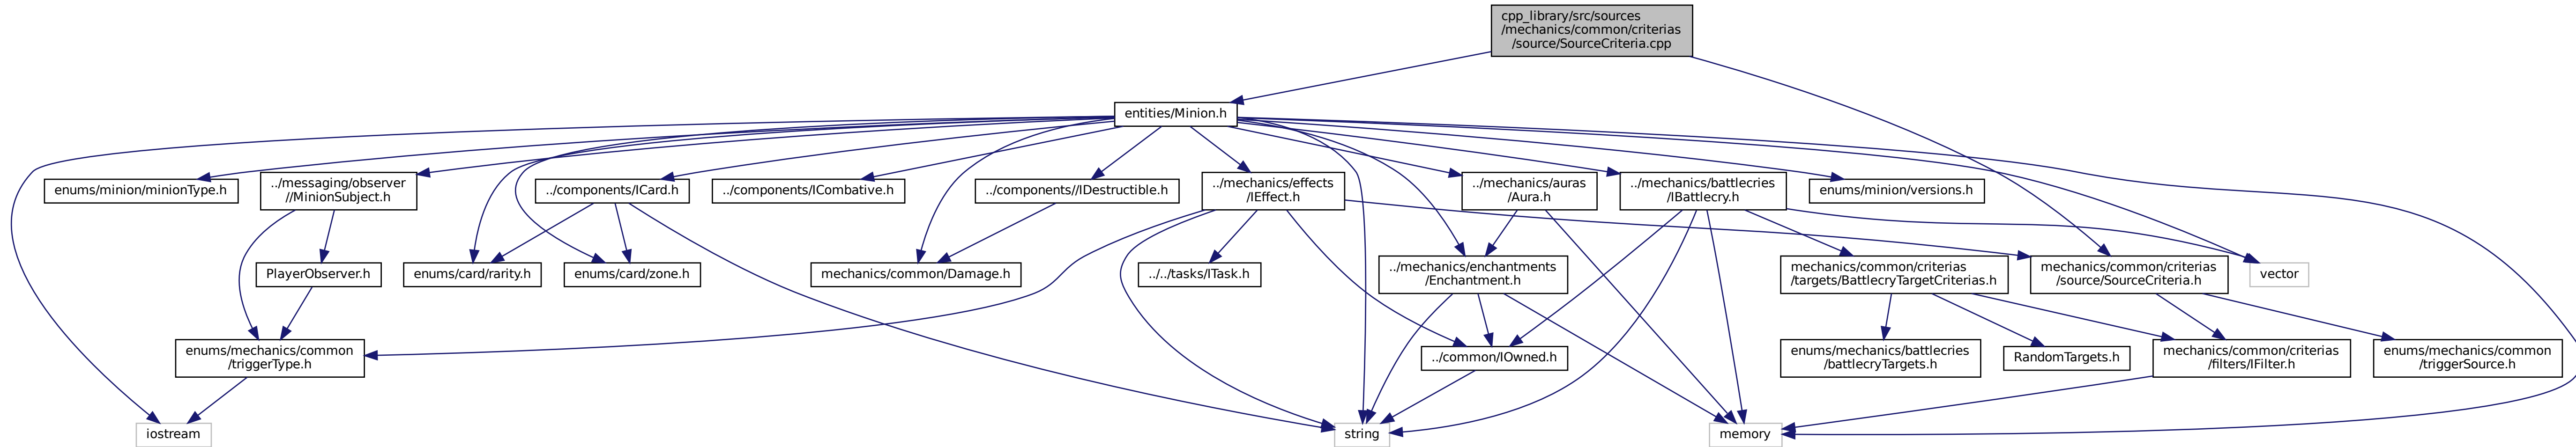 cpp_library/src/sources
/mechanics/common/criterias
/source/SourceCriteria.cpp
entities/Minion.h
enums/minion/minionType.h
../messaging/observer
//MinionSubject.h
../components/ICard.h
../components/ICombative.h
../components//IDestructible.h
../mechanics/effects
/IEffect.h
../mechanics/auras
/Aura.h
../mechanics/battlecries
/IBattlecry.h
enums/minion/versions.h
PlayerObserver.h
enums/card/rarity.h
enums/card/zone.h
mechanics/common/Damage.h
../../tasks/ITask.h
../mechanics/enchantments
/Enchantment.h
mechanics/common/criterias
/targets/BattlecryTargetCriterias.h
mechanics/common/criterias
/source/SourceCriteria.h
vector
enums/mechanics/common
/triggerType.h
../common/IOwned.h
enums/mechanics/battlecries
/battlecryTargets.h
RandomTargets.h
mechanics/common/criterias
/filters/IFilter.h
enums/mechanics/common
/triggerSource.h
iostream
string
memory